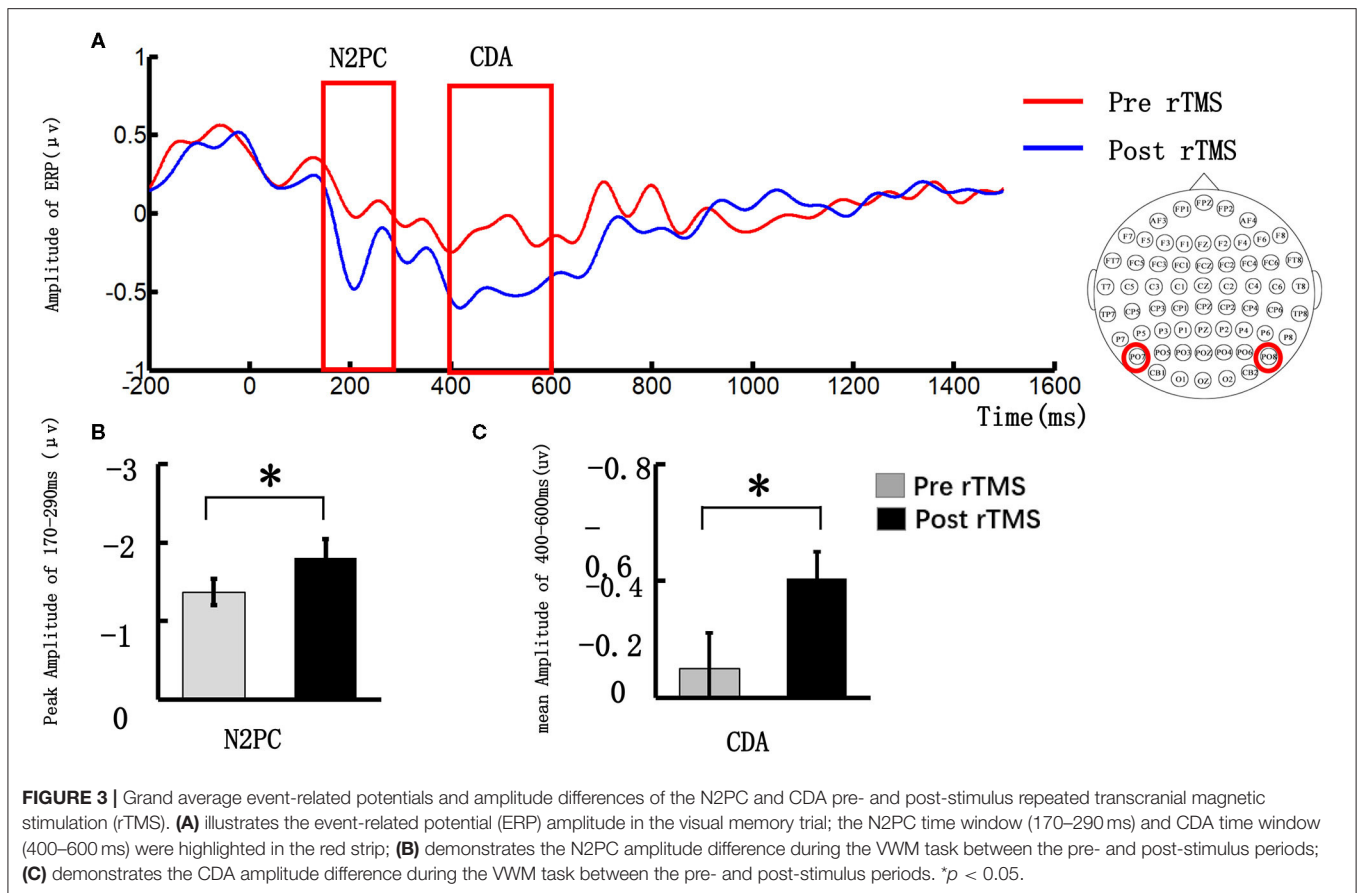 A
N2PC
CDA
Amplitude of ERP(μv)
1
0.5
0
-0.5
-1
-200
0
200
400
600
800
1000
1200
1400
1600
Time(ms)
Pre rTMS
Post rTMS
FP1 FPZ FP2
AF3 AF4
F7 F5 F3 F1 FZ F2 F4 F6 F8
FT7 FC5 FC3 FC1 FCZ FC2 FC4 FC6 FT8
T7 C5 C3 C1 CZ C2 C4 C6 T8
TP7 CP5 CP3 CP1 CPZ CP2 CP4 CP6 TP8
P7 P5 P3 P1 PZ P2 P4 P6 P8
PO7 PO5 PO3 POZ PO4 PO6 PO8
CB1 O1 OZ O2 CB2
B
Peak Amplitude of 170-290ms (μv)
-3
-2
-1
0
*
N2PC
C
mean Amplitude of 400-600ms(uv)
-0.8
-
0.6
-0.4
-0.2
0
*
CDA
Pre rTMS
Post rTMS
FIGURE 3 | Grand average event-related potentials and amplitude differences of the N2PC and CDA pre- and post-stimulus repeated transcranial magnetic
stimulation (rTMS). (A) illustrates the event-related potential (ERP) amplitude in the visual memory trial; the N2PC time window (170–290 ms) and CDA time window
(400–600 ms) were highlighted in the red strip; (B) demonstrates the N2PC amplitude difference during the VWM task between the pre- and post-stimulus periods;
(C) demonstrates the CDA amplitude difference during the VWM task between the pre- and post-stimulus periods. *p < 0.05.